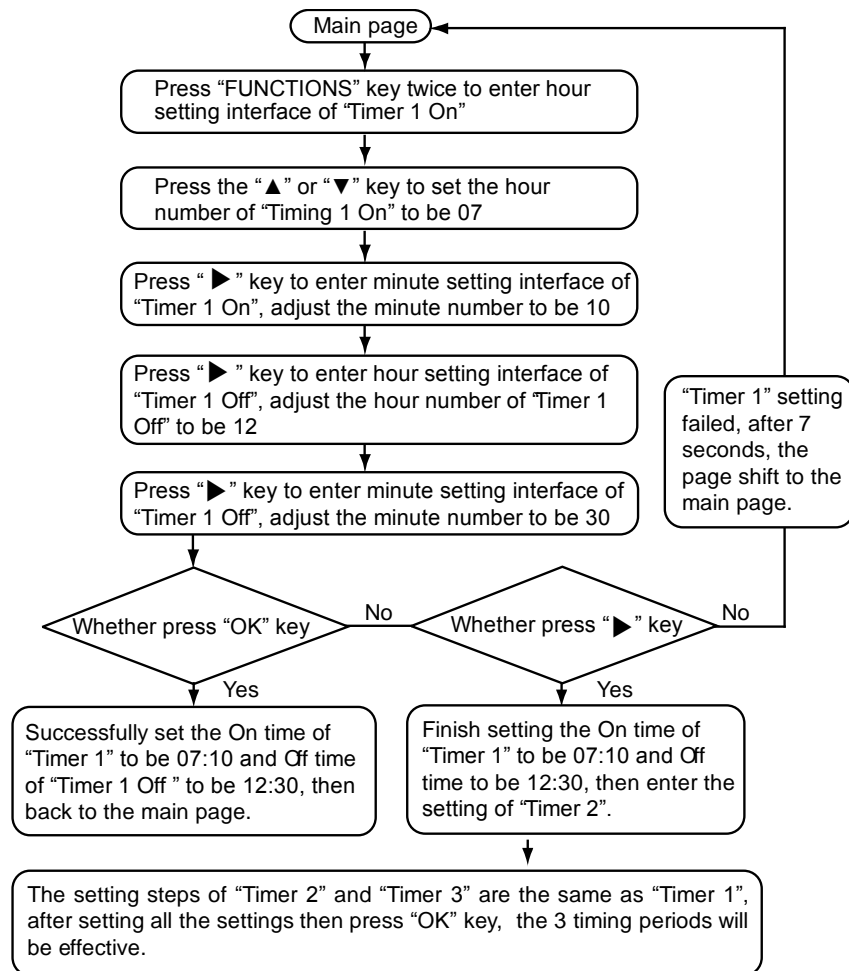 Main page
Press “FUNCTIONS” key twice to enter hour
setting interface of “Timer 1 On”
Press the “▲” or “▼” key to set the hour
number of “Timing 1 On” to be 07
Press “ ▶ ” key to enter minute setting interface of
“Timer 1 On”, adjust the minute number to be 10
Press “ ▶ ” key to enter hour setting interface of
“Timer 1 Off”, adjust the hour number of “Timer 1
Off” to be 12
“Timer 1” setting
failed, after 7
seconds, the
page shift to the
main page.
Press “▶” key to enter minute setting interface of
“Timer 1 Off”, adjust the minute number to be 30
Whether press “OK” key
No
Whether press “▶” key
No
Yes
Yes
Successfully set the On time of
“Timer 1” to be 07:10 and Off time
of “Timer 1 Off ” to be 12:30, then
back to the main page.
Finish setting the On time of
“Timer 1” to be 07:10 and Off
time to be 12:30, then enter the
setting of “Timer 2”.
The setting steps of “Timer 2” and “Timer 3” are the same as “Timer 1”,
after setting all the settings then press “OK” key, the 3 timing periods will
be effective.